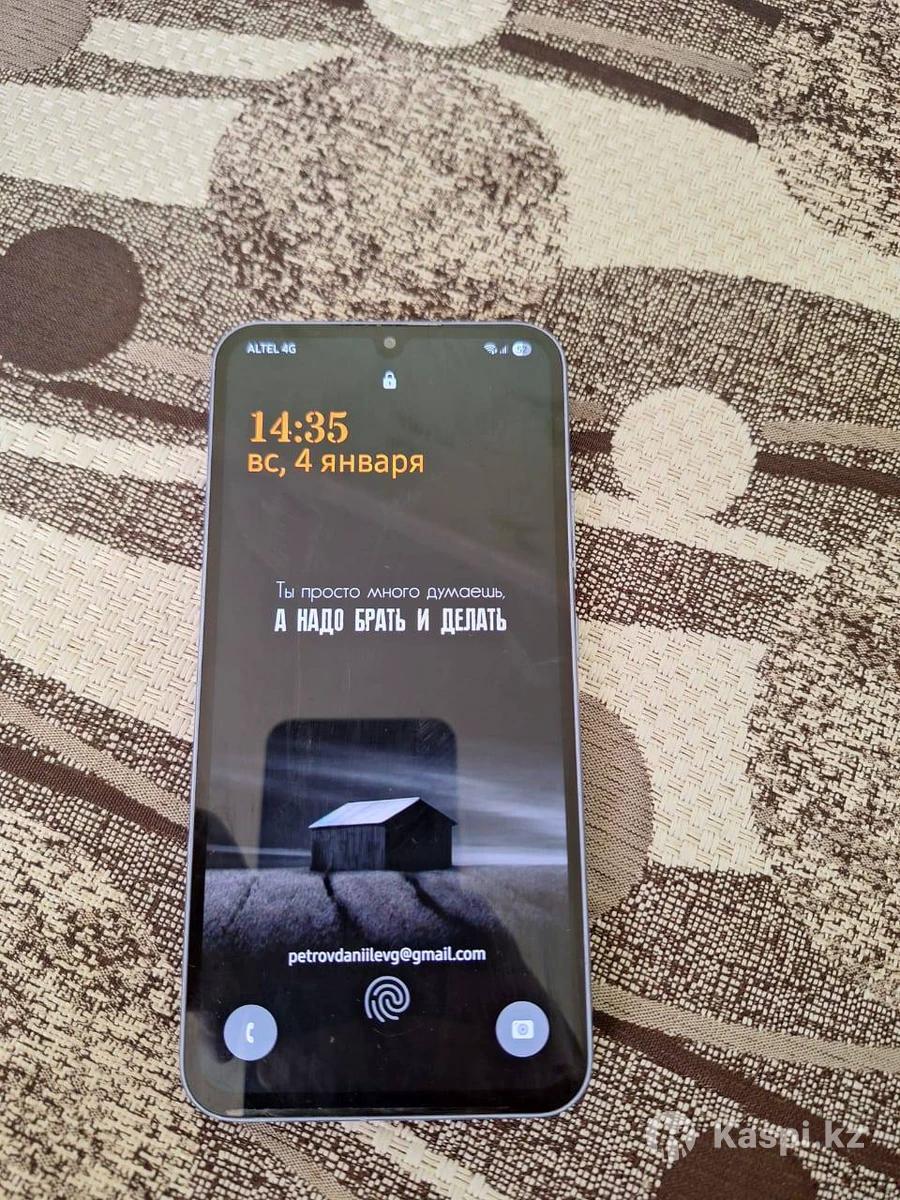 ALTEL 4G
57
14:35
вс, 4 января
Ты просто много думаешь,
А НАДО БРАТЬ И ДЕЛАТЬ
petrovdaniilevg@gmail.com
Kaspi.kz